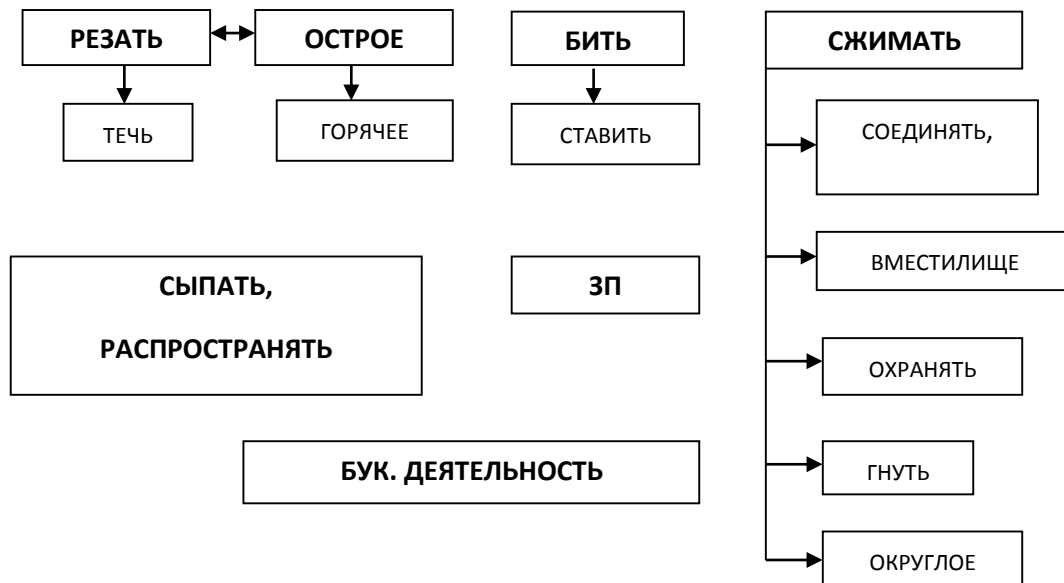 РЕЗАТЬ
ОСТРОЕ
БИТЬ
СЖИМАТЬ
ТЕЧЬ
ГОРЯЧЕЕ
СТАВИТЬ
СОЕДИНЯТЬ,
СЫПАТЬ,
РАСПРОСТРАНЯТЬ
ЗП
ВМЕСТИЛИЩЕ
ОХРАНЯТЬ
БУК. ДЕЯТЕЛЬНОСТЬ
ГНУТЬ
ОКРУГЛОЕ